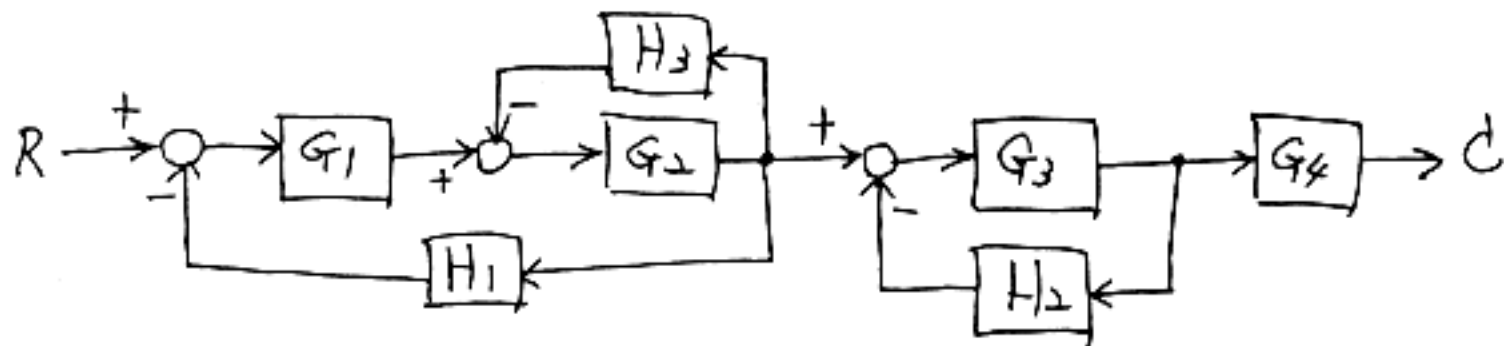 H3
R + - G1 + - G2 + - G3 G4 C
H1 H2